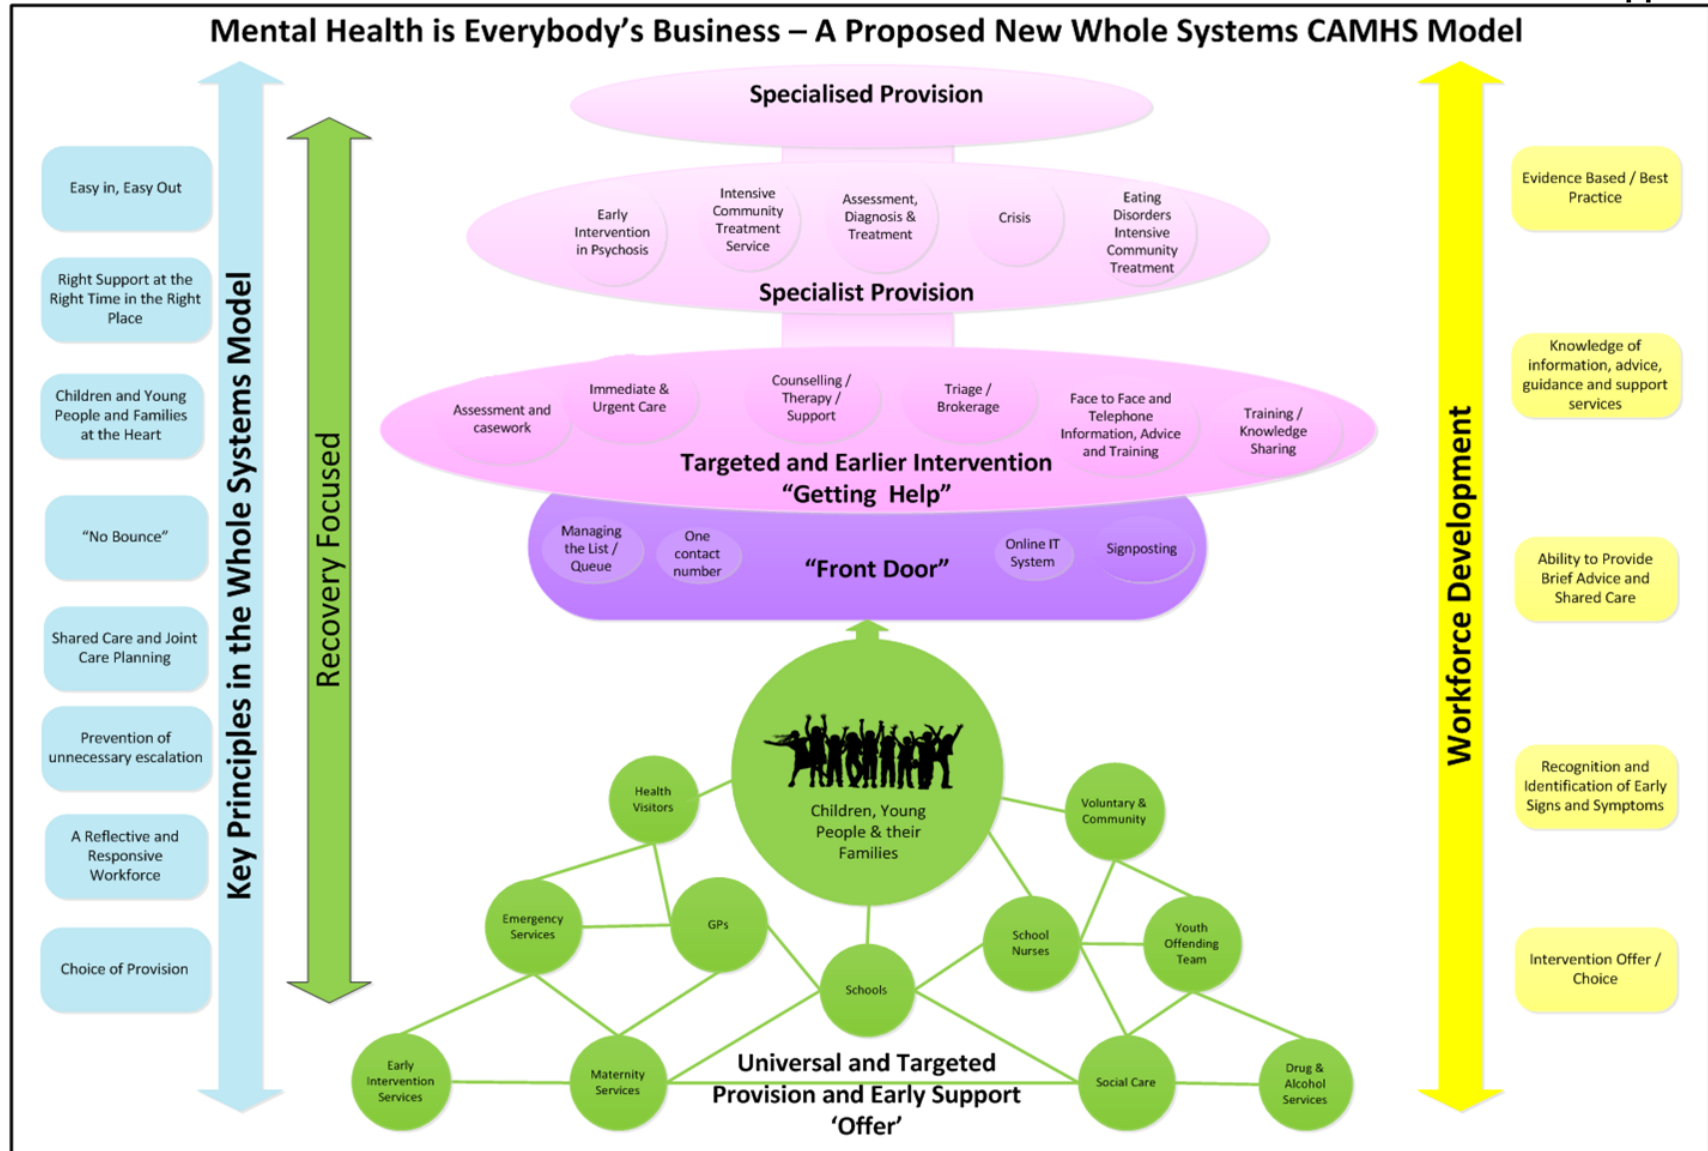 Mental Health is Everybody’s Business – A Proposed New Whole Systems CAMHS Model
Key Principles in the Whole Systems Model
Easy in, Easy Out
Right Support at the
Right Time in the Right
Place
Children and Young
People and Families
at the Heart
“No Bounce”
Shared Care and Joint
Care Planning
Prevention of
unnecessary escalation
A Reflective and
Responsive
Workforce
Choice of Provision
Recovery Focused
Specialised Provision
Early
Intervention
in Psychosis
Intensive
Community
Treatment
Service
Assessment,
Diagnosis &
Treatment
Crisis
Eating
Disorders
Intensive
Community
Treatment
Specialist Provision
Assessment and
casework
Immediate &
Urgent Care
Counselling /
Therapy /
Support
Triage /
Brokerage
Face to Face and
Telephone
Information, Advice
and Training
Training /
Knowledge
Sharing
Targeted and Earlier Intervention
“Getting Help”
Managing
the List /
Queue
One
contact
number
“Front Door”
Online IT
System
Signposting
Children, Young
People & their
Families
Health
Visitors
Voluntary &
Community
Emergency
Services
GPs
Schools
School
Nurses
Youth
Offending
Team
Early
Intervention
Services
Maternity
Services
Social Care
Drug &
Alcohol
Services
Universal and Targeted
Provision and Early Support
‘Offer’
Workforce Development
Evidence Based / Best
Practice
Knowledge of
information, advice,
guidance and support
services
Ability to Provide
Brief Advice and
Shared Care
Recognition and
Identification of Early
Signs and Symptoms
Intervention Offer /
Choice